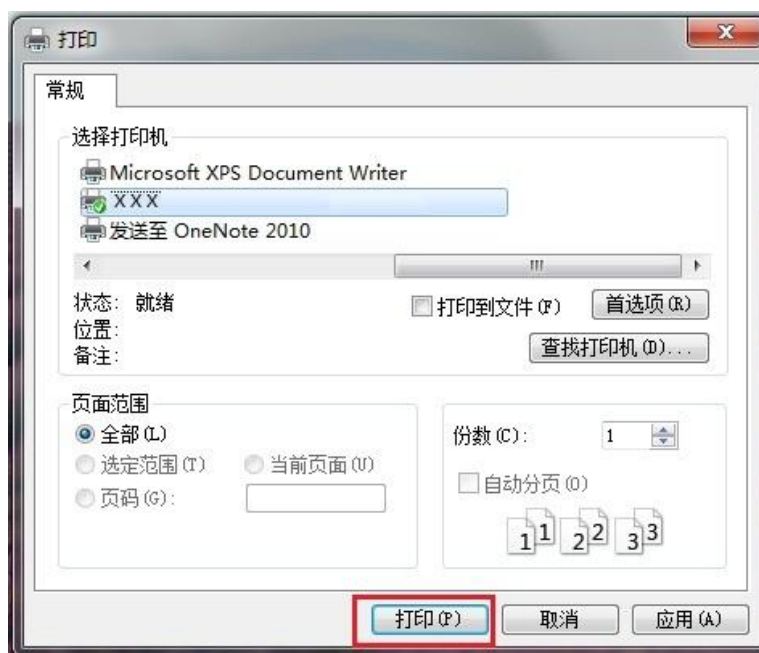 打印
常规
选择打印机
Microsoft XPS Document Writer
XXX
发送至 OneNote 2010
状态: 就绪
打印到文件(F)
首选项(R)
位置:
查找打印机(D)...
备注:
页面范围
全部(L)
份数(C): 1
选定范围(T)
当前页面(U)
自动分页(O)
页码(G):
1 1 2 2 3 3
打印(P)
取消
应用(A)